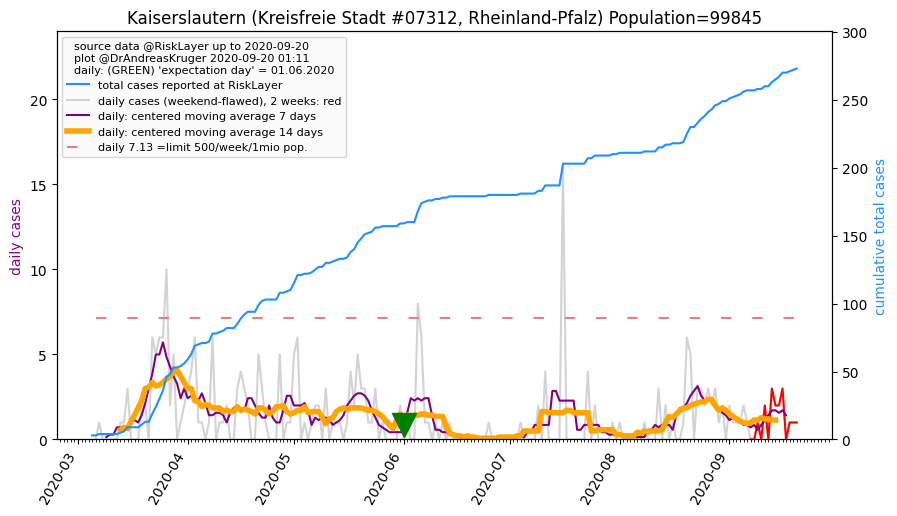 Kaiserslautern (Kreisfreie Stadt #07312, Rheinland-Pfalz) Population=99845
source data @RiskLayer up to 2020-09-20
plot @DrAndreasKruger 2020-09-20 01:11
daily: (GREEN) 'expectation day' = 01.06.2020
total cases reported at RiskLayer
daily cases (weekend-flawed), 2 weeks: red
daily: centered moving average 7 days
daily: centered moving average 14 days
daily 7.13 =limit 500/week/1mio pop.
daily cases
20
15
10
5
0
cumulative total cases
300
250
200
150
100
50
0
2020-03
2020-04
2020-05
2020-06
2020-07
2020-08
2020-09